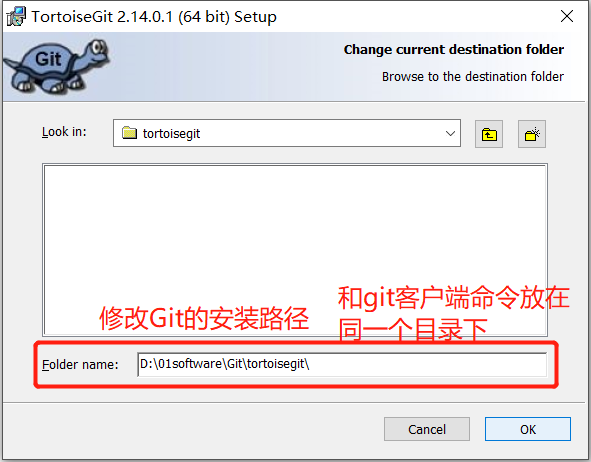 TortoiseGit 2.14.0.1 (64 bit) Setup
Git
Change current destination folder
Browse to the destination folder
Look in:
tortoisegit
修改Git的安装路径
和git客户端命令放在
同一个目录下
Folder name:
D:\01software\Git\tortoisegit\
Cancel
OK